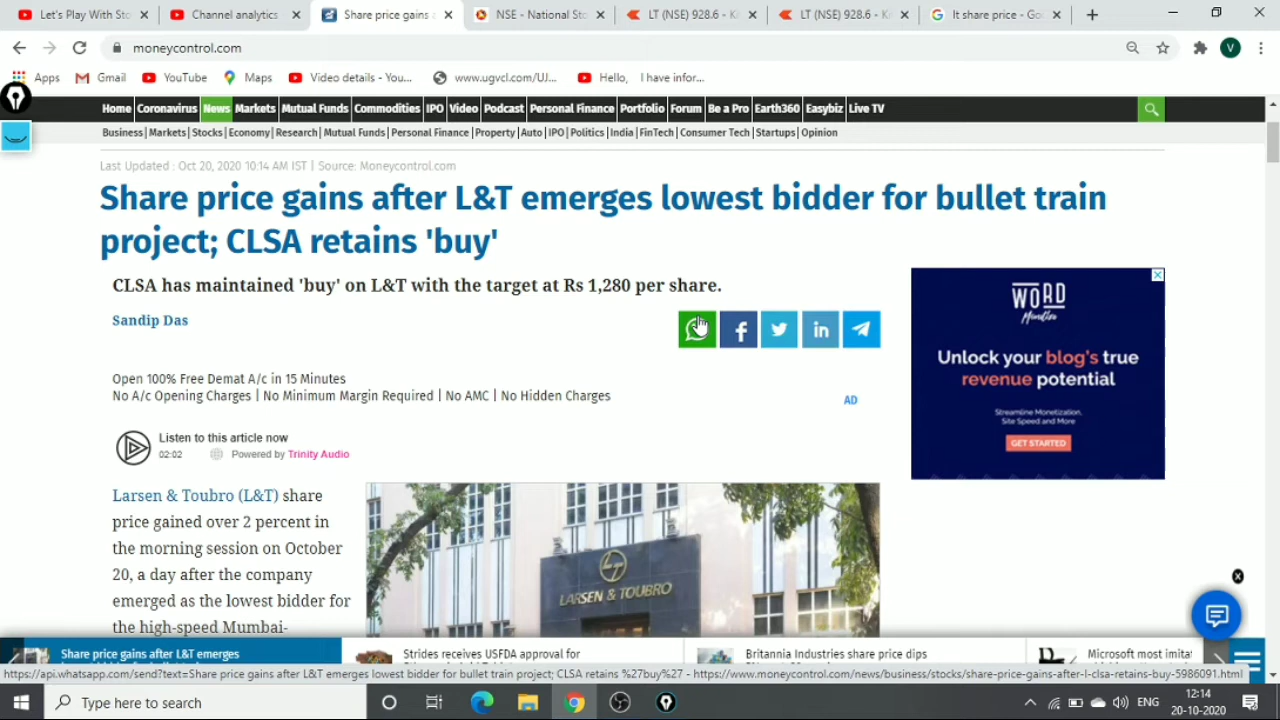 Let's Play With Sto
Channel analytics -
Share price gains a
NSE - National Sto
LT (NSE) 928.6 - K
LT (NSE) 928.6 - K
lt share price - Go
moneycontrol.com
V
Apps
Gmail
YouTube
Maps
Video details - You...
www.ugvcl.com/UJ...
Hello, I have infor...
Home Coronavirus News Markets Mutual Funds Commodities IPO Video Podcast Personal Finance Portfolio Forum Be a Pro Earth360 Easybiz Live TV
Business | Markets | Stocks | Economy | Research | Mutual Funds | Personal Finance | Property | Auto | IPO | Politics | India | FinTech | Consumer Tech | Startups | Opinion
Last Updated : Oct 20, 2020 10:14 AM IST | Source: Moneycontrol.com
Share price gains after L&T emerges lowest bidder for bullet train
project; CLSA retains 'buy'
CLSA has maintained 'buy' on L&T with the target at Rs 1,280 per share.
Sandip Das
Open 100% Free Demat A/c in 15 Minutes
No A/c Opening Charges | No Minimum Margin Required | No AMC | No Hidden Charges
AD
Listen to this article now
02:02 Powered by Trinity Audio
WORD
Unlock your blog's true
revenue potential
Streamline Monetization,
Site Speed and More
GET STARTED
Larsen & Toubro (L&T) share
price gained over 2 percent in
the morning session on October
20, a day after the company
emerged as the lowest bidder for
the high-speed Mumbai-
LARSEN & TOUBRO
Share price gains after L&T emerges
Strides receives USFDA approval for
Britannia Industries share price dips
Microsoft most imitat
https://api.whatsapp.com/send?text=Share price gains after L&T emerges lowest bidder for bullet train project; CLSA retains %27buy%27 - https://www.moneycontrol.com/news/business/stocks/share-price-gains-after-l-clsa-retains-buy-5986091.html
Type here to search
ENG
12:14
20-10-2020